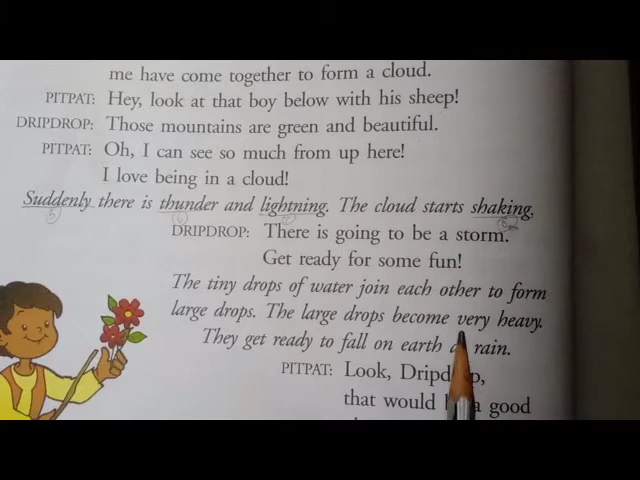 me have come together to form a cloud.
PITPAT: Hey, look at that boy below with his sheep!
DRIPDROP: Those mountains are green and beautiful.
PITPAT: Oh, I can see so much from up here!
I love being in a cloud!
Suddenly there is thunder and lightning. The cloud starts shaking.
5
DRIPDROP: There is going to be a storm.
Get ready for some fun!
The tiny drops of water join each other to form
large drops. The large drops become very heavy.
They get ready to fall on earth rain.
PITPAT: Look,
that would a good